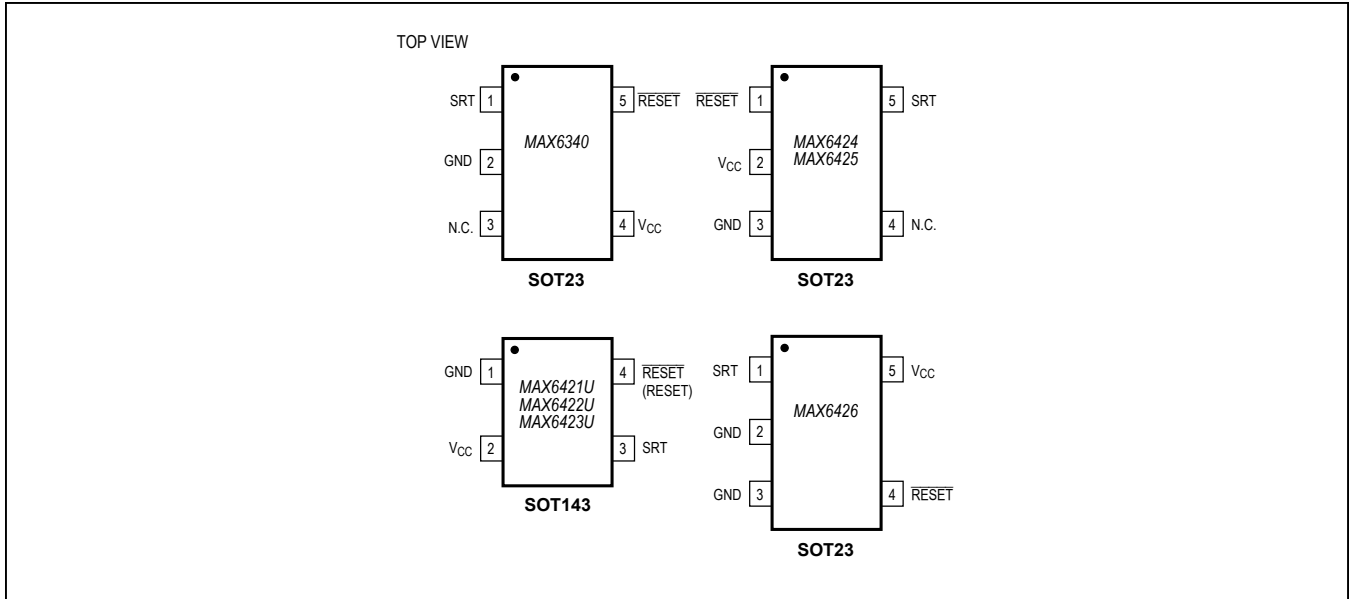 TOP VIEW
SRT 1
5 RESET
GND 2
N.C. 3
4 VCC
MAX6340
SOT23
RESET 1
5 SRT
VCC 2
GND 3
4 N.C.
MAX6424
MAX6425
SOT23
GND 1
4 RESET
(RESET)
VCC 2
3 SRT
MAX6421U
MAX6422U
MAX6423U
SOT143
SRT 1
5 VCC
GND 2
GND 3
4 RESET
MAX6426
SOT23